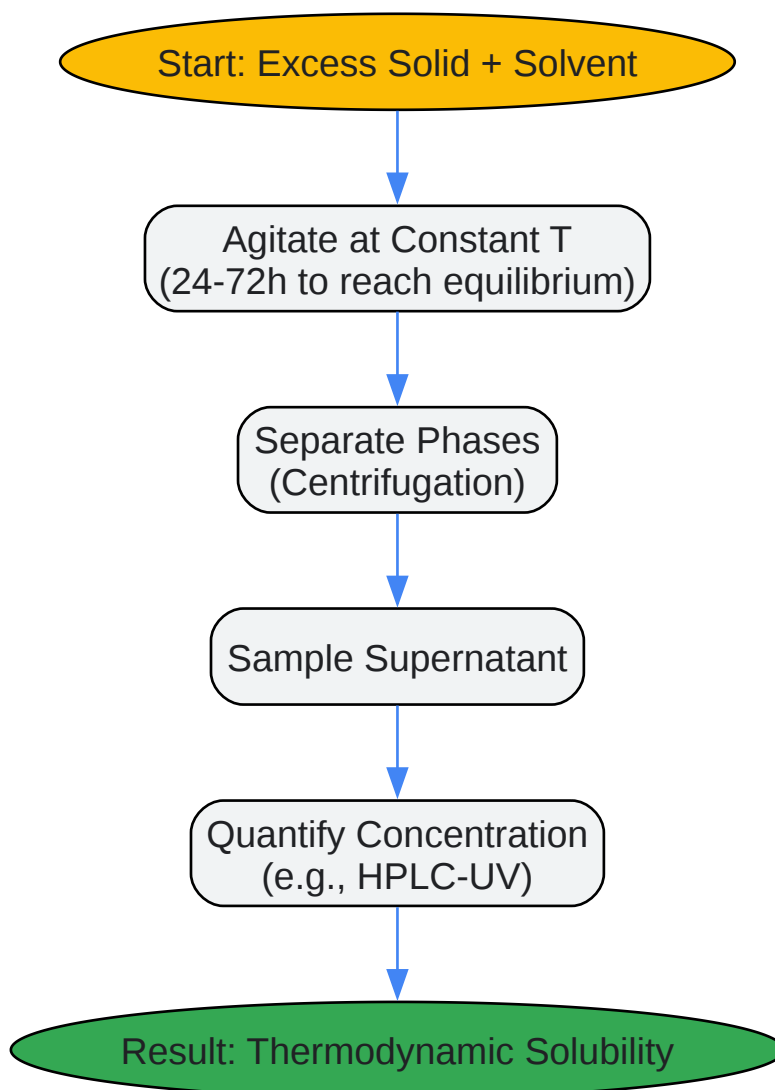 Start: Excess Solid + Solvent
Agitate at Constant T
(24-72h to reach equilibrium)
Separate Phases
(Centrifugation)
Sample Supernatant
Quantify Concentration
(e.g., HPLC-UV)
Result: Thermodynamic Solubility